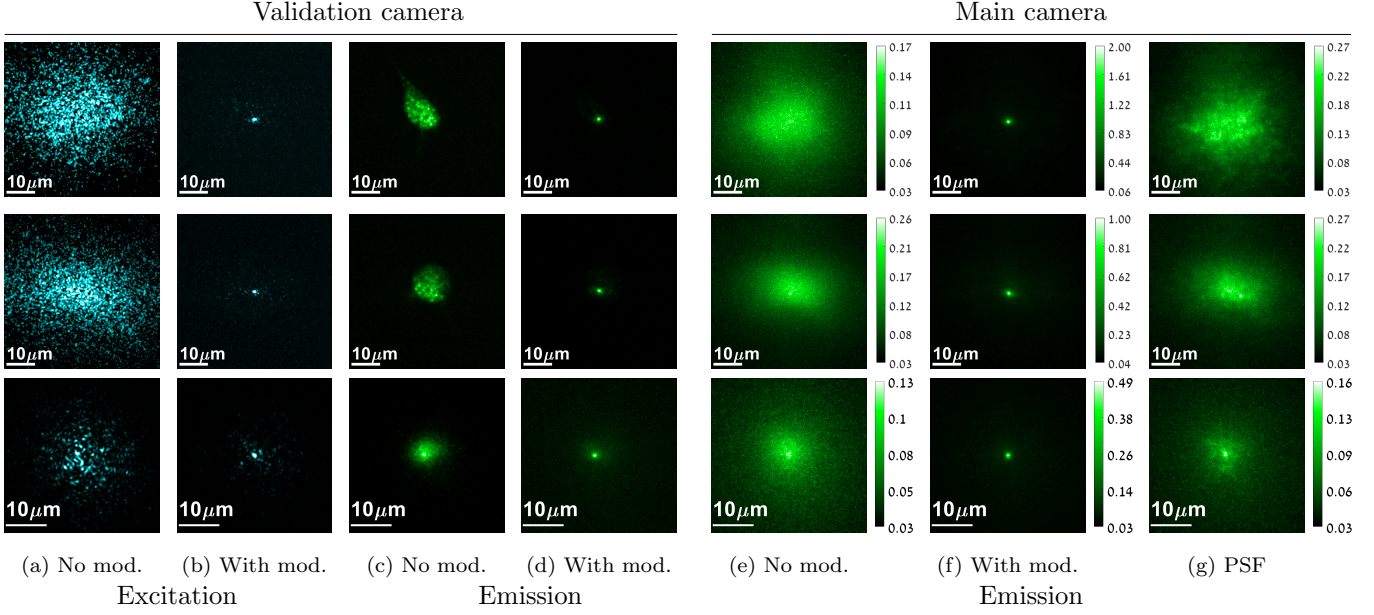 Validation camera Main camera
10μm 10μm 10μm 10μm 10μm 10μm 10μm
0.17 0.14 0.11 0.09 0.06 0.03
2.00 1.61 1.22 0.83 0.44 0.06
0.27 0.22 0.18 0.13 0.08 0.03
10μm 10μm 10μm 10μm 10μm 10μm 10μm
0.26 0.21 0.17 0.12 0.08 0.03
1.00 0.81 0.61 0.42 0.23 0.04
0.27 0.22 0.17 0.13 0.08 0.03
10μm 10μm 10μm 10μm 10μm 10μm 10μm
0.13 0.1 0.08 0.05 0.03
0.49 0.38 0.26 0.14 0.03
0.16 0.13 0.09 0.06 0.03
(a) No mod. (b) With mod. (c) No mod. (d) With mod. (e) No mod. (f) With mod. (g) PSF
Excitation Emission Emission